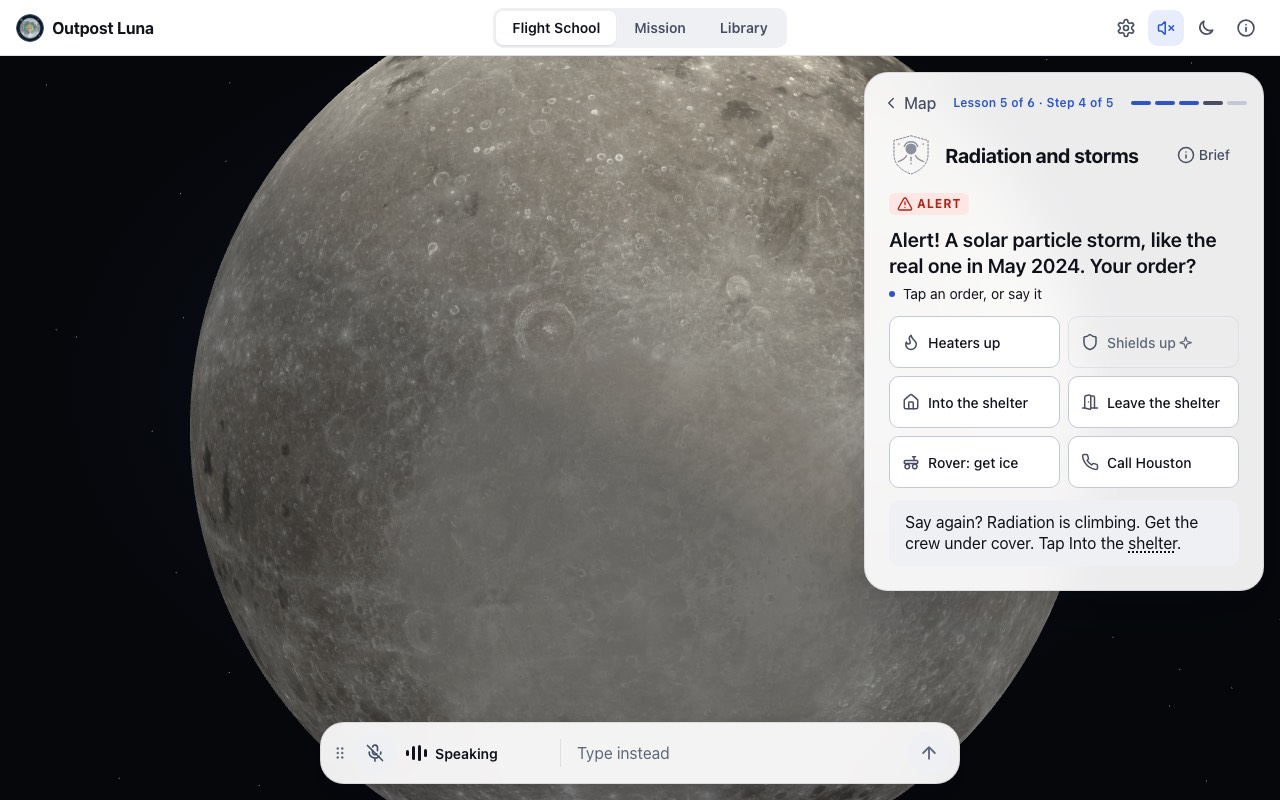 Outpost Luna
Flight School
Mission
Library
Map
Lesson 5 of 6 · Step 4 of 5
Radiation and storms
Brief
ALERT
Alert! A solar particle storm, like the
real one in May 2024. Your order?
Tap an order, or say it
Heaters up
Shields up
Into the shelter
Leave the shelter
Rover: get ice
Call Houston
Say again? Radiation is climbing. Get the
crew under cover. Tap Into the shelter.
Speaking
Type instead